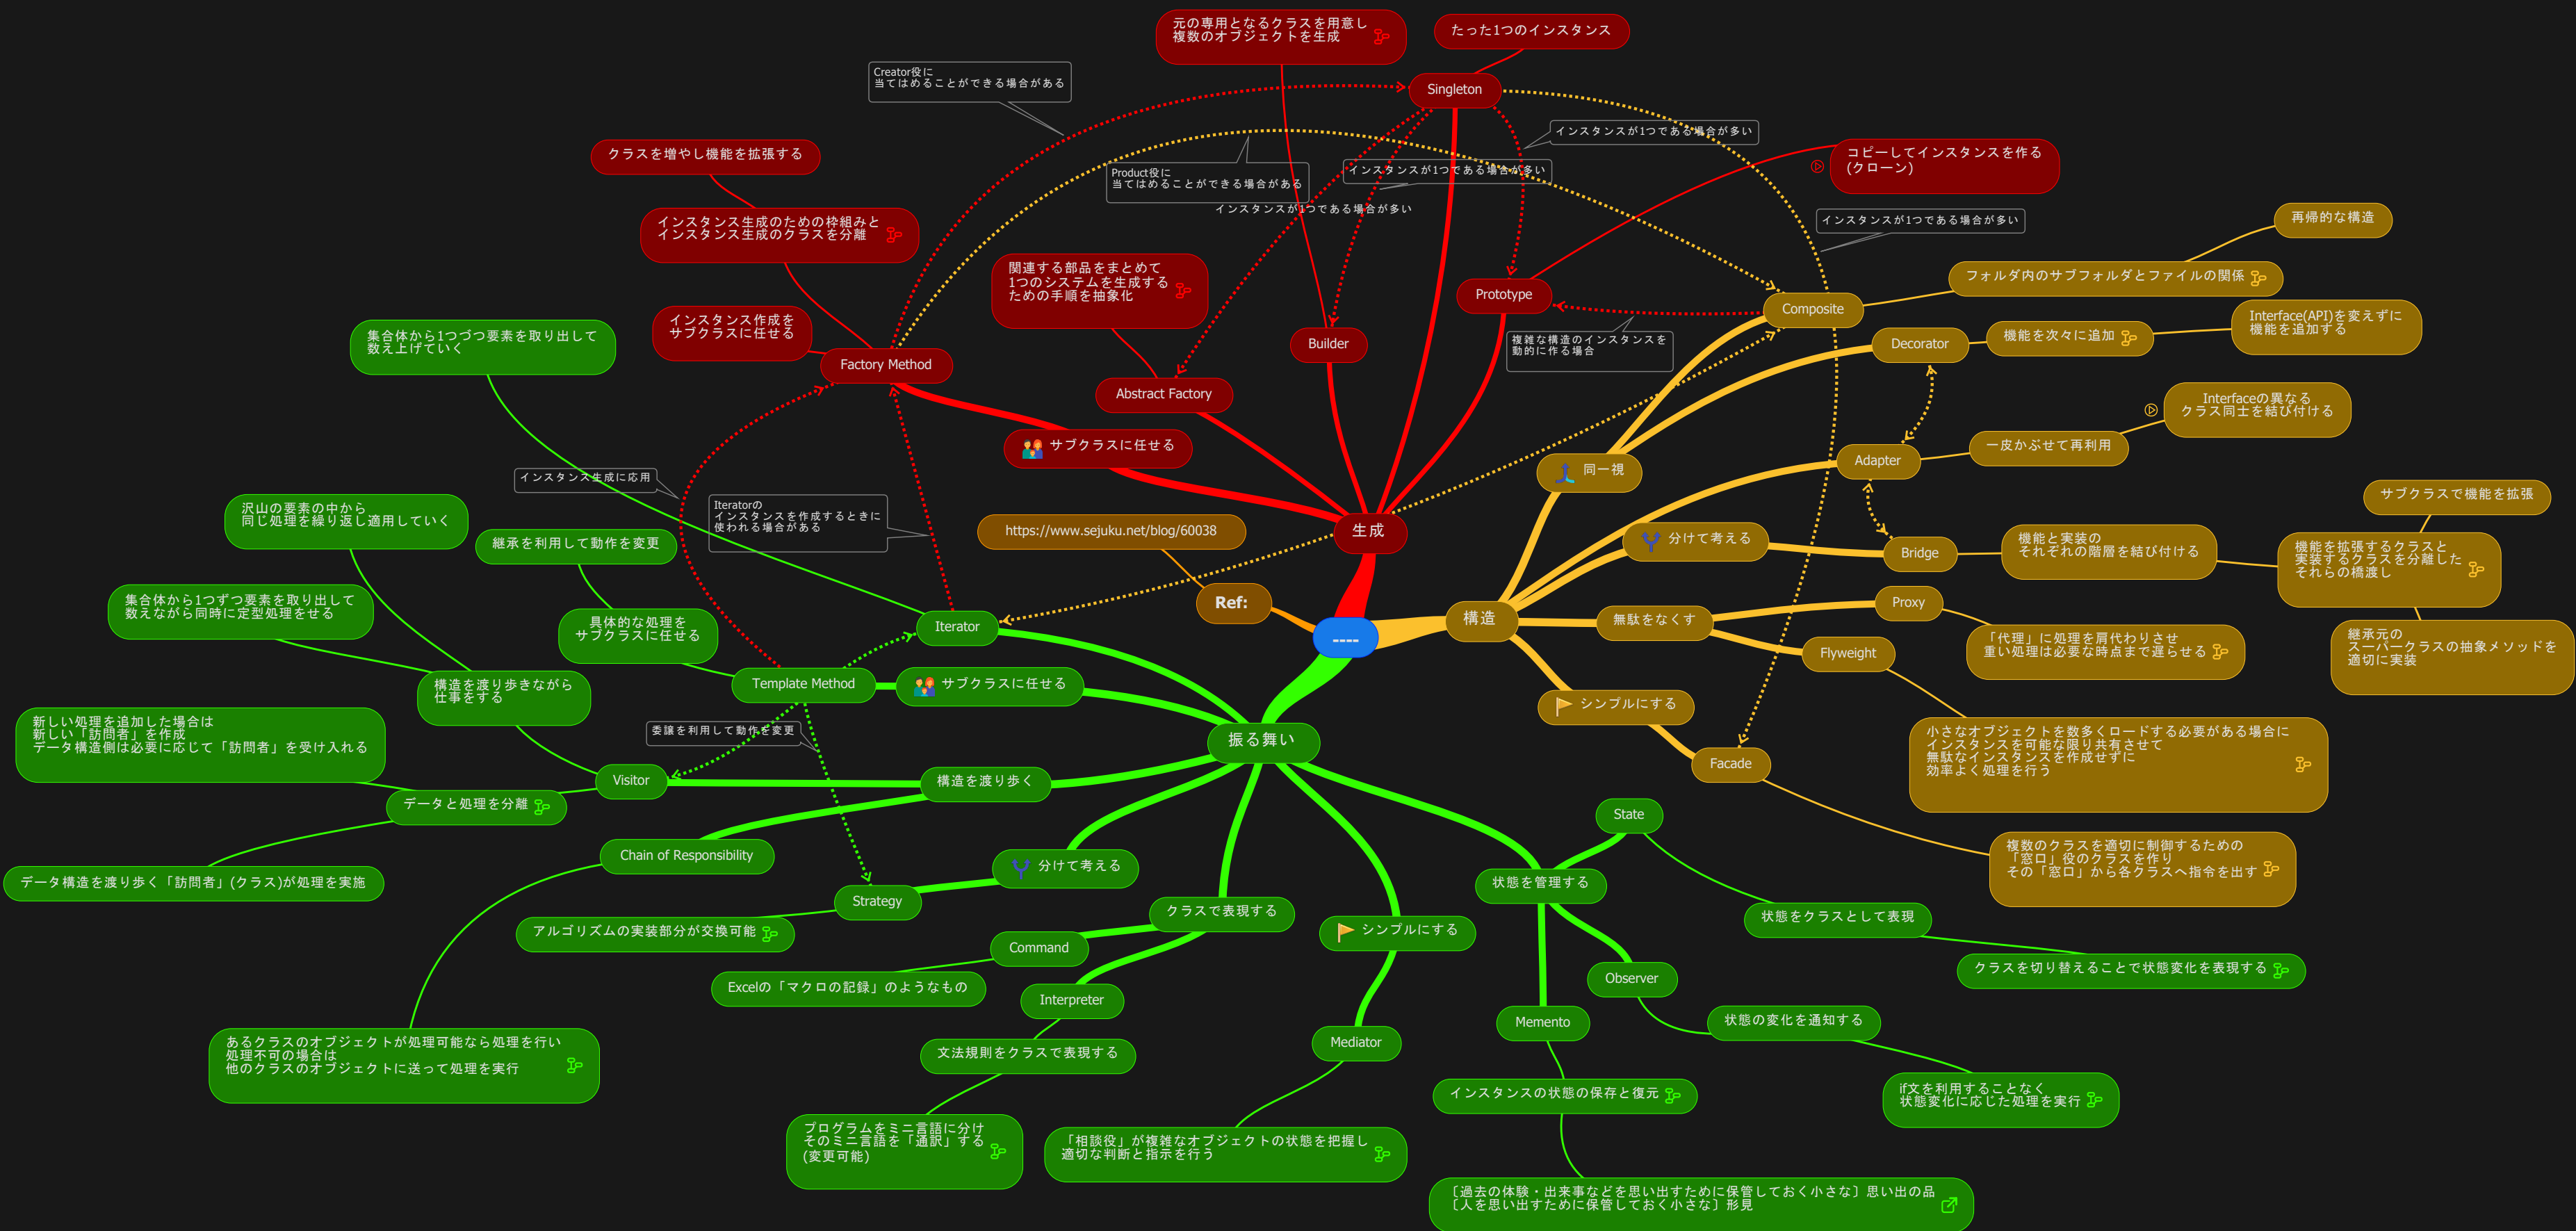 元の専用となるクラスを用意し
複数のオブジェクトを生成
たった1つのインスタンス
Creator役に
当てはめることができる場合がある
Singleton
インスタンスが1つである場合が多い
クラスを増やし機能を拡張する
コピーしてインスタンスを作る
(クローン)
Product役に
当てはめることができる場合がある
インスタンスが1つである場合が多い
インスタンスが1つである場合が多い
インスタンスが1つである場合が多い
再帰的な構造
インスタンス生成のための枠組みと
インスタンス生成のクラスを分離
関連する部品をまとめて
1つのシステムを生成する
ための手順を抽象化
フォルダ内のサブフォルダとファイルの関係
Prototype
Composite
インスタンス作成を
サブクラスに任せる
Interface(API)を変えずに
機能を追加する
集合体から1つづつ要素を取り出して
数え上げていく
複雑な構造のインスタンスを
動的に作る場合
Builder
Decorator
機能を次々に追加
Factory Method
Abstract Factory
Interfaceの異なる
クラス同士を結び付ける
サブクラスに任せる
一皮かぶせて再利用
同一視
Adapter
インスタンス生成に応用
サブクラスで機能を拡張
沢山の要素の中から
同じ処理を繰り返し適用していく
Iteratorの
インスタンスを作成するときに
使われる場合がある
https://www.sejuku.net/blog/60038
生成
分けて考える
継承を利用して動作を変更
Bridge
機能と実装の
それぞれの階層を結び付ける
機能を拡張するクラスと
実装するクラスを分離した
それらの橋渡し
集合体から1つずつ要素を取り出して
数えながら同時に定型処理をせる
Ref:
Proxy
具体的な処理を
サブクラスに任せる
Iterator
----
構造
無駄をなくす
「代理」に処理を肩代わりさせ
重い処理は必要な時点まで遅らせる
継承元の
スーパークラスの抽象メソッドを
適切に実装
Flyweight
構造を渡り歩きながら
仕事をする
Template Method
サブクラスに任せる
シンプルにする
新しい処理を追加した場合は
新しい「訪問者」を作成
データ構造側は必要に応じて「訪問者」を受け入れる
委譲を利用して動作を変更
振る舞い
小さなオブジェクトを数多くロードする必要がある場合に
インスタンスを可能な限り共有させて
無駄なインスタンスを作成せずに
効率よく処理を行う
Facade
Visitor
構造を渡り歩く
データと処理を分離
State
Chain of Responsibility
複数のクラスを適切に制御するための
「窓口」役のクラスを作り
その「窓口」から各クラスへ指令を出す
データ構造を渡り歩く「訪問者」(クラス)が処理を実施
分けて考える
状態を管理する
Strategy
クラスで表現する
状態をクラスとして表現
アルゴリズムの実装部分が交換可能
シンプルにする
Command
クラスを切り替えることで状態変化を表現する
Excelの「マクロの記録」のようなもの
Observer
Interpreter
Memento
状態の変化を通知する
あるクラスのオブジェクトが処理可能なら処理を行い
処理不可の場合は
他のクラスのオブジェクトに送って処理を実行
文法規則をクラスで表現する
Mediator
インスタンスの状態の保存と復元
if文を利用することなく
状態変化に応じた処理を実行
プログラムをミニ言語に分け
そのミニ言語を「通訳」する
(変更可能)
「相談役」が複雑なオブジェクトの状態を把握し
適切な判断と指示を行う
〔過去の体験・出来事などを思い出すために保管しておく小さな〕思い出の品
〔人を思い出すために保管しておく小さな〕形見